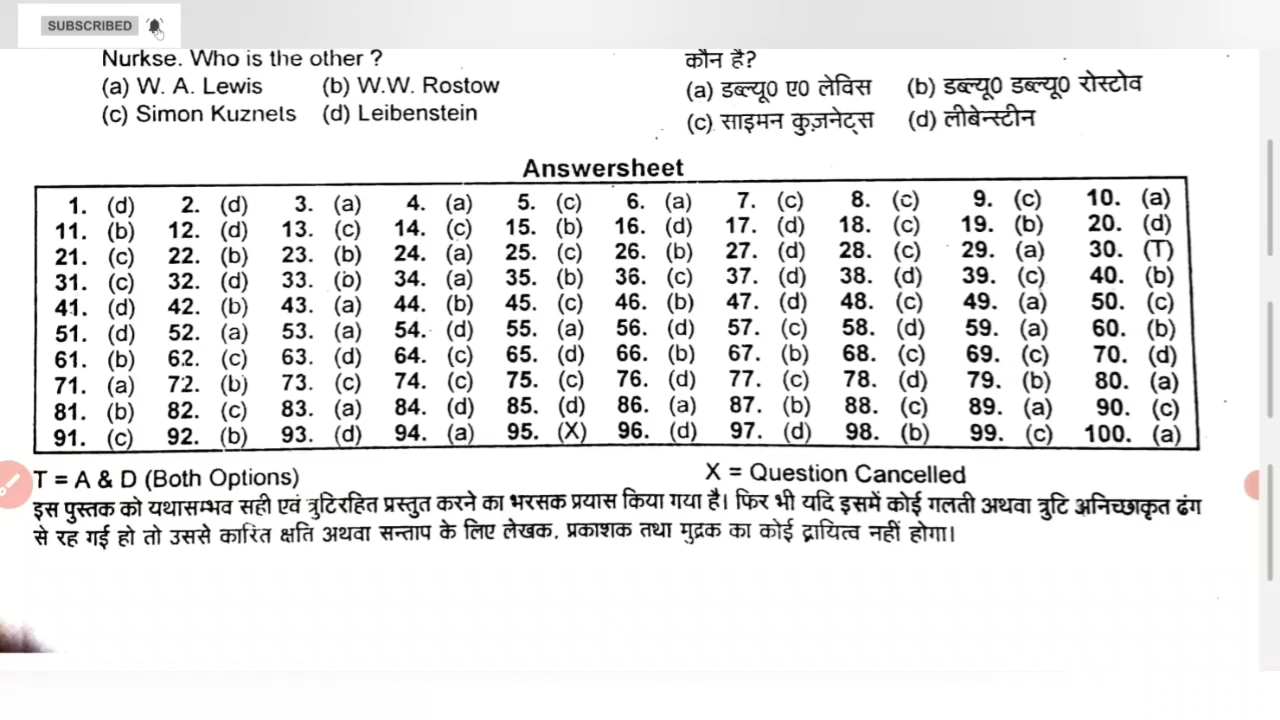 SUBSCRIBED
Nurkse. Who is the other ?
(a) W. A. Lewis (b) W.W. Rostow
(c) Simon Kuznels (d) Leibenstein
कौन है?
(a) डब्ल्यू0 ए0 लेविस (b) डब्ल्यू0 डब्ल्यू0 रोस्टोव
(c) साइमन कुज़नेट्स (d) लीबेन्स्टीन
Answersheet
1. (d) 2. (d) 3. (a) 4. (a) 5. (c) 6. (a) 7. (c) 8. (c) 9. (c) 10. (a)
11. (b) 12. (d) 13. (c) 14. (c) 15. (b) 16. (d) 17. (d) 18. (c) 19. (b) 20. (d)
21. (c) 22. (b) 23. (b) 24. (a) 25. (c) 26. (b) 27. (d) 28. (c) 29. (a) 30. (T)
31. (c) 32. (d) 33. (b) 34. (a) 35. (b) 36. (c) 37. (d) 38. (d) 39. (c) 40. (b)
41. (d) 42. (b) 43. (a) 44. (b) 45. (c) 46. (b) 47. (d) 48. (c) 49. (a) 50. (c)
51. (d) 52. (a) 53. (a) 54. (d) 55. (a) 56. (d) 57. (c) 58. (d) 59. (a) 60. (b)
61. (b) 62. (c) 63. (d) 64. (c) 65. (d) 66. (b) 67. (b) 68. (c) 69. (c) 70. (d)
71. (a) 72. (b) 73. (c) 74. (c) 75. (c) 76. (d) 77. (c) 78. (d) 79. (b) 80. (a)
81. (b) 82. (c) 83. (a) 84. (d) 85. (d) 86. (a) 87. (b) 88. (c) 89. (a) 90. (c)
91. (c) 92. (b) 93. (d) 94. (a) 95. (X) 96. (d) 97. (d) 98. (b) 99. (c) 100. (a)
T = A & D (Both Options) X = Question Cancelled
इस पुस्तक को यथासम्भव सही एवं त्रुटिरहित प्रस्तुत करने का भरसक प्रयास किया गया है। फिर भी यदि इसमें कोई गलती अथवा त्रुटि अनिच्छाकृत ढंग
से रह गई हो तो उससे कारित क्षति अथवा सन्ताप के लिए लेखक, प्रकाशक तथा मुद्रक का कोई दायित्व नहीं होगा।